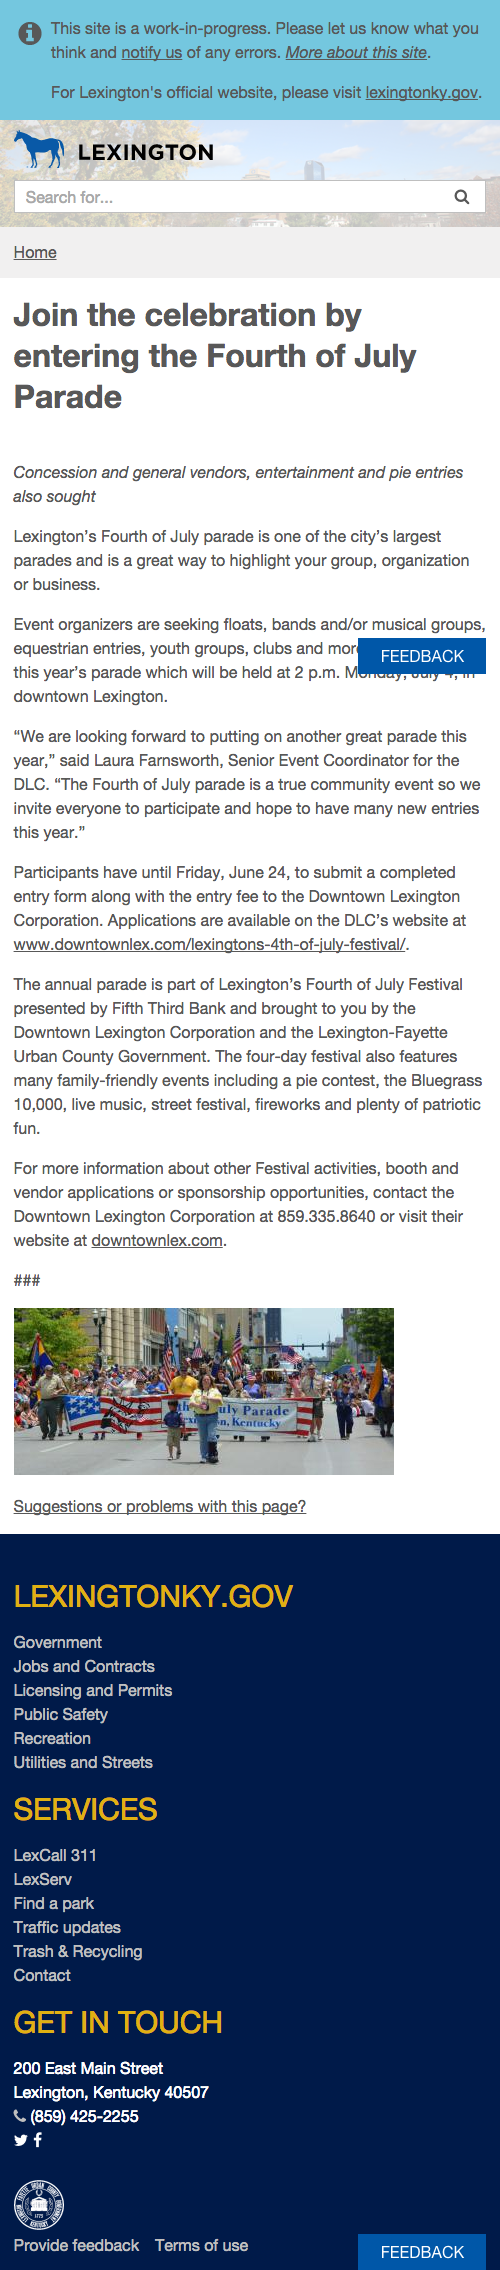 This site is a work-in-progress. Please let us know what you
think and notify us of any errors. More about this site.
For Lexington's official website, please visit lexingtonky.gov.
LEXINGTON
Search for...
Home
Join the celebration by
entering the Fourth of July
Parade
Concession and general vendors, entertainment and pie entries
also sought
Lexington’s Fourth of July parade is one of the city’s largest
parades and is a great way to highlight your group, organization
or business.
Event organizers are seeking floats, bands and/or musical groups,
equestrian entries, youth groups, clubs and more
FEEDBACK
this year’s parade which will be held at 2 p.m. Monday, July 4, in
downtown Lexington.
“We are looking forward to putting on another great parade this
year,” said Laura Farnsworth, Senior Event Coordinator for the
DLC. “The Fourth of July parade is a true community event so we
invite everyone to participate and hope to have many new entries
this year.”
Participants have until Friday, June 24, to submit a completed
entry form along with the entry fee to the Downtown Lexington
Corporation. Applications are available on the DLC’s website at
www.downtownlex.com/lexingtons-4th-of-july-festival/.
The annual parade is part of Lexington’s Fourth of July Festival
presented by Fifth Third Bank and brought to you by the
Downtown Lexington Corporation and the Lexington-Fayette
Urban County Government. The four-day festival also features
many family-friendly events including a pie contest, the Bluegrass
10,000, live music, street festival, fireworks and plenty of patriotic
fun.
For more information about other Festival activities, booth and
vendor applications or sponsorship opportunities, contact the
Downtown Lexington Corporation at 859.335.8640 or visit their
website at downtownlex.com.
###
July Parade
Kentucky
Suggestions or problems with this page?
LEXINGTONKY.GOV
Government
Jobs and Contracts
Licensing and Permits
Public Safety
Recreation
Utilities and Streets
SERVICES
LexCall 311
LexServ
Find a park
Traffic updates
Trash & Recycling
Contact
GET IN TOUCH
200 East Main Street
Lexington, Kentucky 40507
(859) 425-2255
Provide feedback Terms of use
FEEDBACK